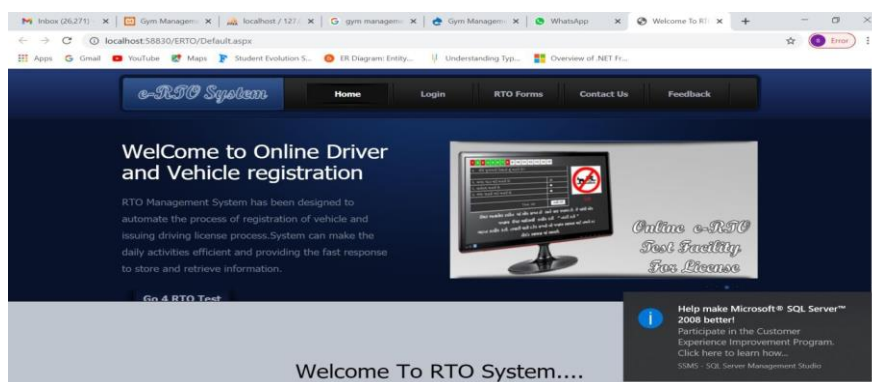 Inbox (26,271)
Gym Managem
localhost / 127.
gym manageme
Gym Managem
WhatsApp
Welcome To RT
localhost:58830/ERTO/Default.aspx
Error
Apps
Gmail
YouTube
Maps
Student Evolution S...
ER Diagram: Entity...
Understanding Typ...
Overview of .NET Fr...
e-RTO System
Home
Login
RTO Forms
Contact Us
Feedback
WelCome to Online Driver
and Vehicle registration
RTO Management System has been designed to
automate the process of registration of vehicle and
issuing driving license process.System can make the
daily activities efficient and providing the fast response
to store and retrieve information.
Go 4 RTO Test
Online e-RTO
Test Facility
For License
Help make Microsoft® SQL Server™
2008 better!
Participate in the Customer
Experience Improvement Program.
Click here to learn how...
SSMS - SQL Server Management Studio
Welcome To RTO System....